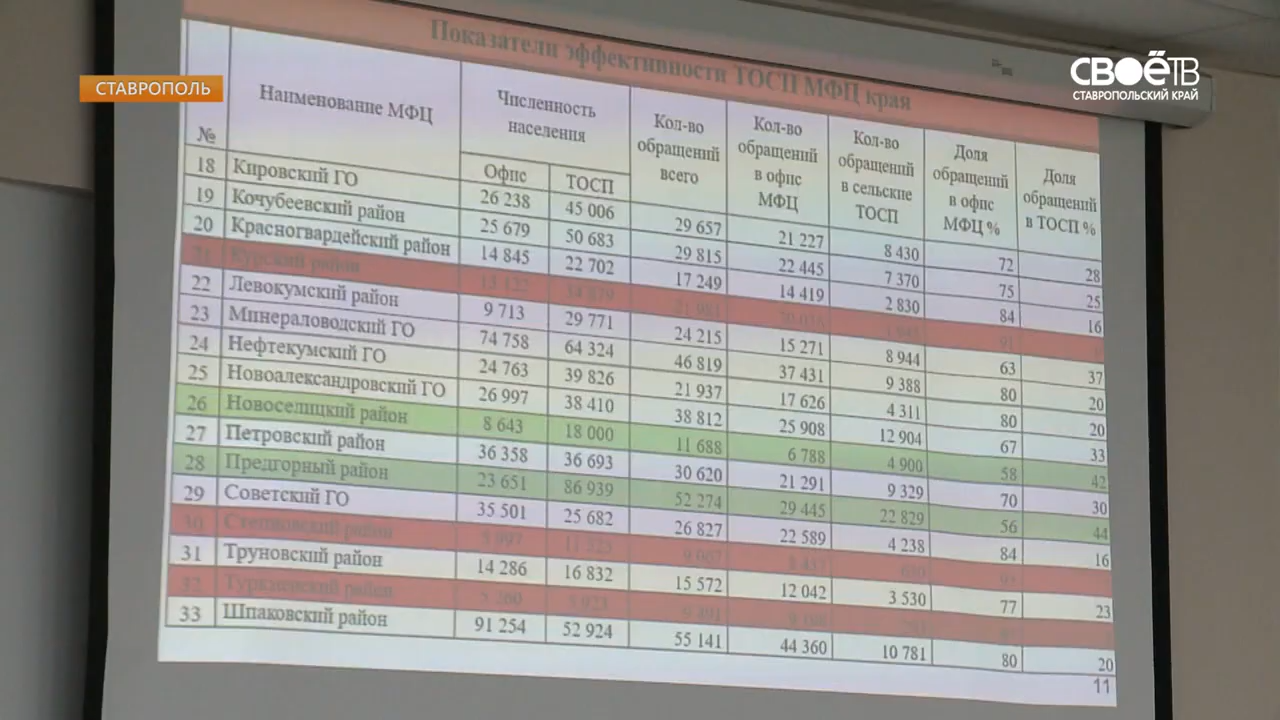 СТАВРОПОЛЬ
СВОЁТВ
СТАВРОПОЛЬСКИЙ КРАЙ
Показатели эффективности ТОСП МФЦ края
№ Наименование МФЦ Численность населения Офис ТОСП Кол-во обращений всего Кол-во обращений в офис МФЦ Кол-во обращений в сельские ТОСП Доля обращений в офис МФЦ % Доля обращений в ТОСП %
18 Кировский ГО 26 238 45 006 29 657 21 227 8 430 72 28
19 Кочубеевский район 25 679 50 683 29 815 22 445 7 370 75 25
20 Красногвардейский район 14 845 22 702 17 249 14 419 2 830 84 16
21 Курский район
22 Левокумский район 9 713 29 771 24 215 15 271 8 944 63 37
23 Минераловодский ГО 74 758 64 324 46 819 37 431 9 388 80 20
24 Нефтекумский ГО 24 763 39 826 21 937 17 626 4 311 80 20
25 Новоалександровский ГО 26 997 38 410 38 812 25 908 12 904 67 33
26 Новоселицкий район 8 643 18 000 11 688 6 788 4 900 58 42
27 Петровский район 36 358 36 693 30 620 21 291 9 329 70 30
28 Предгорный район 23 651 86 939 52 274 29 445 22 829 56 44
29 Советский ГО 35 501 25 682 26 827 22 589 4 238 84 16
30 Степновский район
31 Труновский район 14 286 16 832 15 572 12 042 3 530 77 23
32 Туркменский район
33 Шпаковский район 91 254 52 924 55 141 44 360 10 781 80 20
11